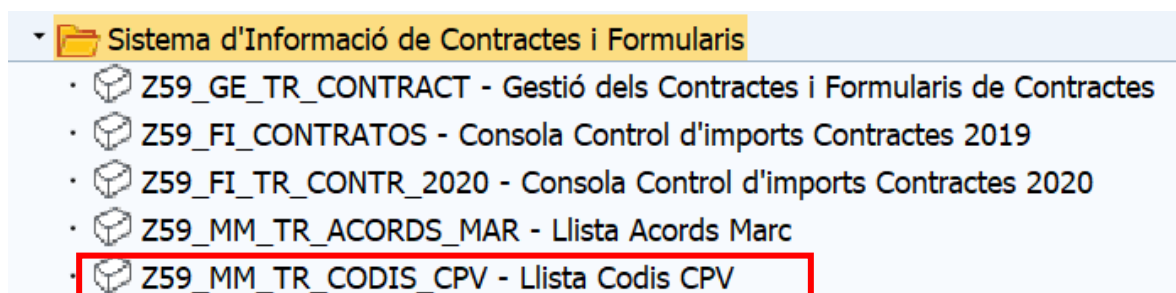 Sistema d'Informació de Contractes i Formularis
Z59_GE_TR_CONTRACT - Gestió dels Contractes i Formularis de Contractes
Z59_FI_CONTRATOS - Consola Control d'imports Contractes 2019
Z59_FI_TR_CONTR_2020 - Consola Control d'imports Contractes 2020
Z59_MM_TR_ACORDS_MAR - Llista Acords Marc
Z59_MM_TR_CODIS_CPV - Llista Codis CPV